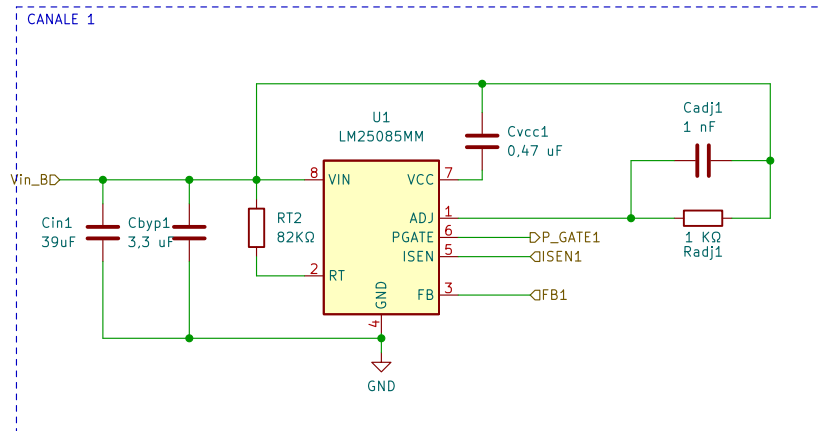 CANALE 1
U1
LM25085MM
Cadj1
1 nF
Cvcc1
0,47 uF
Vin_B
8
VIN
VCC
7
Cin1
39uF
Cbyp1
3,3 uF
RT2
82KΩ
ADJ
1
PGATE
6
P_GATE1
ISEN
5
ISEN1
1 KΩ
Radj1
2
RT
GND
4
FB
3
FB1
GND